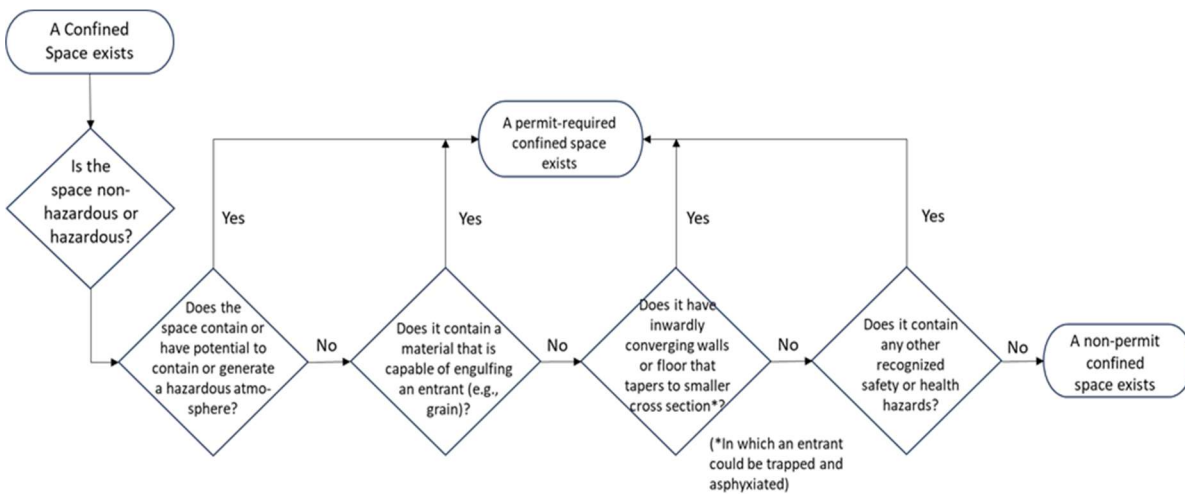 A Confined
Space exists
Is the
space non-
hazardous or
hazardous?
A permit-required
confined space
exists
Yes
Yes
Yes
Yes
Does the
space contain or
have potential to
contain or generate
a hazardous atmo-
sphere?
No
Does it contain a
material that is
capable of engulfing
an entrant (e.g.,
grain)?
No
Does it have
inwardly
converging walls
or floor that
tapers to smaller
cross section*?
(*In which an entrant
could be trapped and
asphyxiated)
No
Does it contain
any other
recognized
safety or health
hazards?
No
A non-permit
confined
space exists